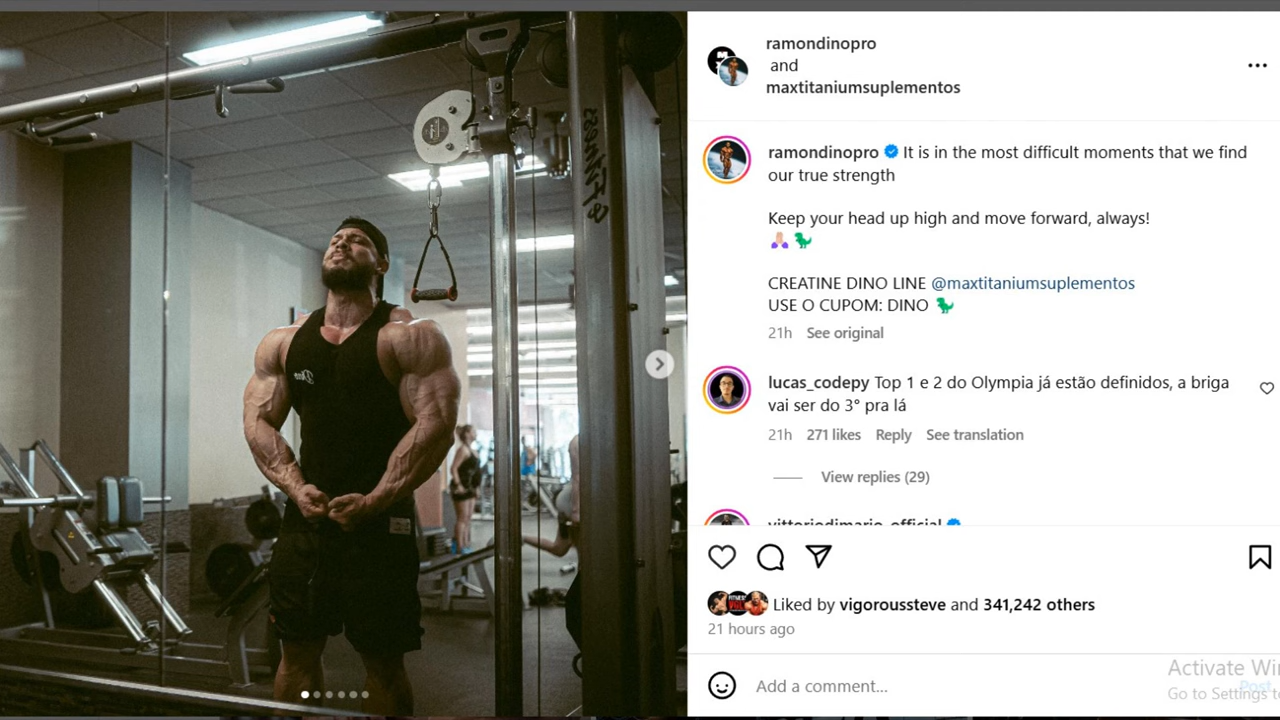 ramondinopro
and
maxtitaniumsuplementos
ramondinopro It is in the most difficult moments that we find
our true strength
Keep your head up high and move forward, always!
🙏🏼🦖
CREATINE DINO LINE @maxtitaniumsuplementos
USE O CUPOM: DINO 🦖
21h See original
lucas_codepy Top 1 e 2 do Olympia já estão definidos, a briga
vai ser do 3° pra lá
21h 271 likes Reply See translation
View replies (29)
vittoriodimario_official
Liked by vigoroussteve and 341,242 others
21 hours ago
Add a comment...
Activate Wi
Post
Go to Settings t